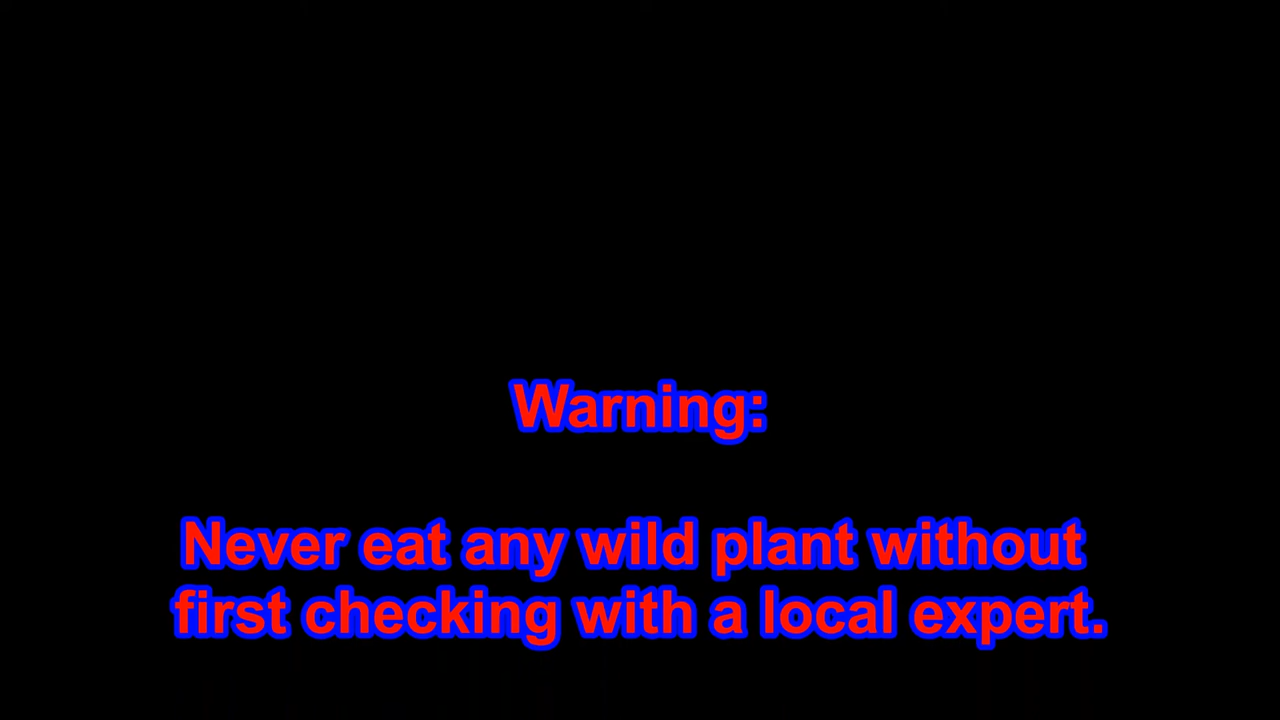 Warning:
Never eat any wild plant without
first checking with a local expert.